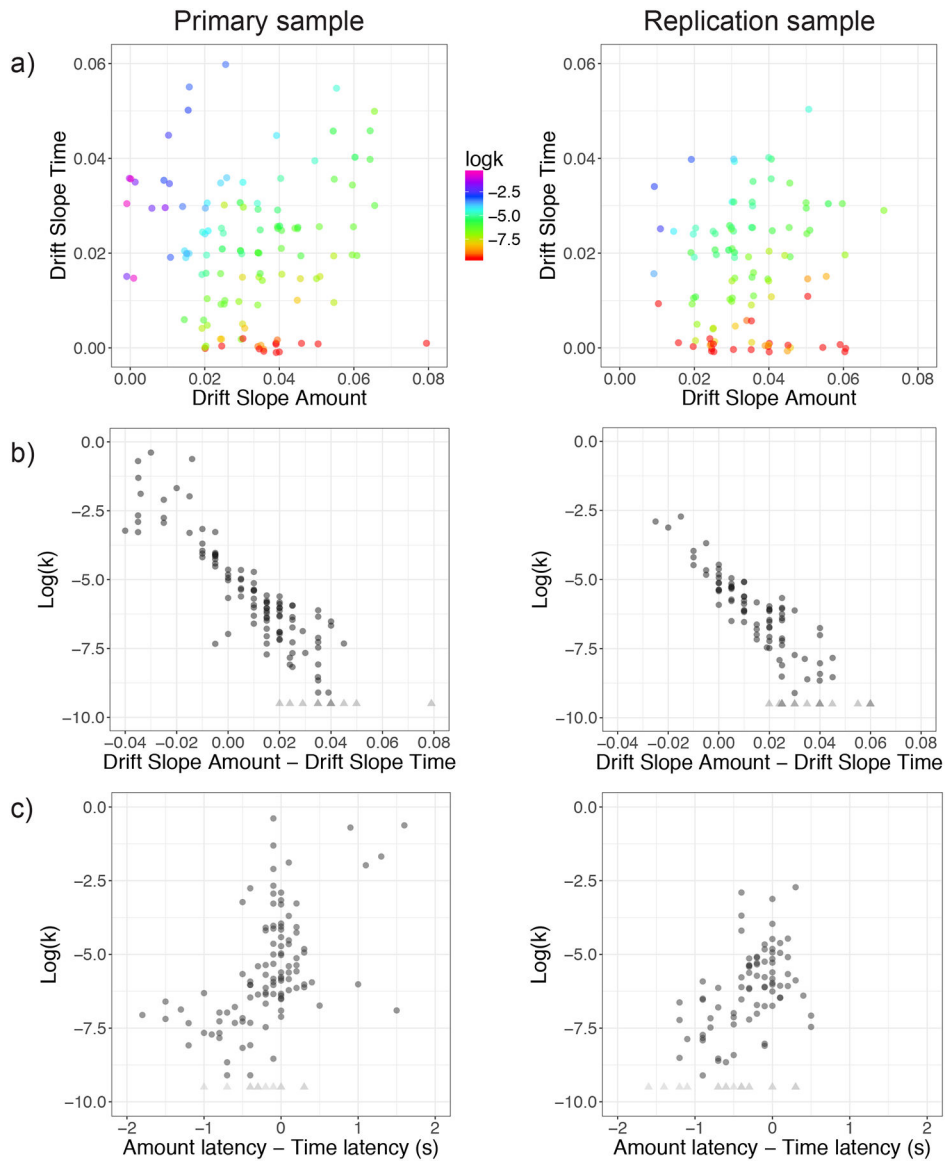 Primary sample
Replication sample
a)
Drift Slope Time
0.06
0.04
0.02
0.00
0.00 0.02 0.04 0.06 0.08
Drift Slope Amount
logk
−2.5
−5.0
−7.5
Drift Slope Time
0.06
0.04
0.02
0.00
0.00 0.02 0.04 0.06 0.08
Drift Slope Amount
b)
Log(k)
0.0
−2.5
−5.0
−7.5
−10.0
−0.04 −0.02 0.00 0.02 0.04 0.06 0.08
Drift Slope Amount − Drift Slope Time
Log(k)
0.0
−2.5
−5.0
−7.5
−10.0
−0.04 −0.02 0.00 0.02 0.04 0.06 0.08
Drift Slope Amount − Drift Slope Time
c)
Log(k)
0.0
−2.5
−5.0
−7.5
−10.0
−2 −1 0 1 2
Amount latency − Time latency (s)
Log(k)
0.0
−2.5
−5.0
−7.5
−10.0
−2 −1 0 1 2
Amount latency − Time latency (s)